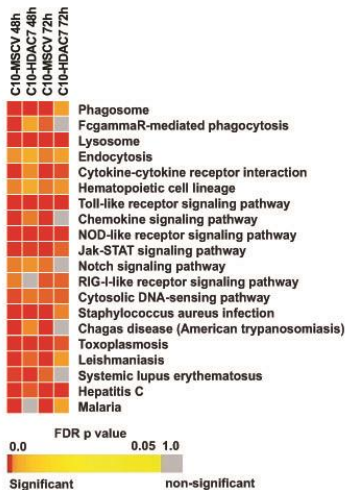 C10-MSCV 48h
C10-HDAC7 48h
C10-MSCV 72h
C10-HDAC7 72h
Phagosome
FcgammaR-mediated phagocytosis
Lysosome
Endocytosis
Cytokine-cytokine receptor interaction
Hematopoietic cell lineage
Toll-like receptor signaling pathway
Chemokine signaling pathway
NOD-like receptor signaling pathway
Jak-STAT signaling pathway
Notch signaling pathway
RIG-I-like receptor signaling pathway
Cytosolic DNA-sensing pathway
Staphylococcus aureus infection
Chagas disease (American trypanosomiasis)
Toxoplasmosis
Leishmaniasis
Systemic lupus erythematosus
Hepatitis C
Malaria
FDR p value
0.0 0.05 1.0
Significant non-significant